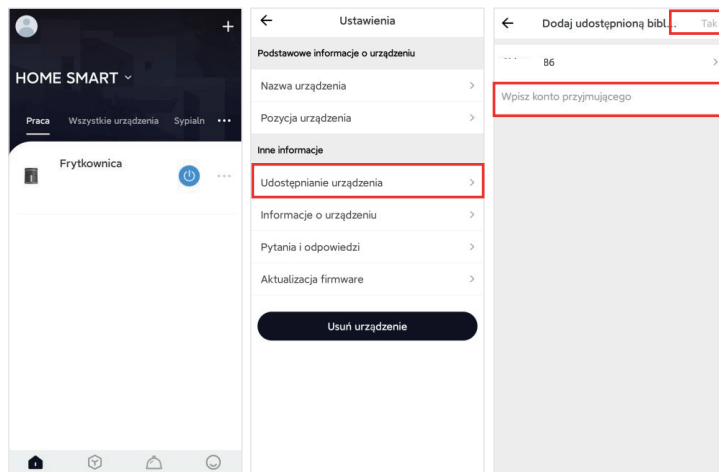 HOME SMART
Praca Wszystkie urządzenia Sypialn
Frytkownica
Ustawienia
Podstawowe informacje o urządzeniu
Nazwa urządzenia
Pozycja urządzenia
Inne informacje
Udostępnianie urządzenia
Informacje o urządzeniu
Pytania i odpowiedzi
Aktualizacja firmware
Usuń urządzenie
Dodaj udostępnioną bibl... Tak
86
Wpisz konto przyjmującego